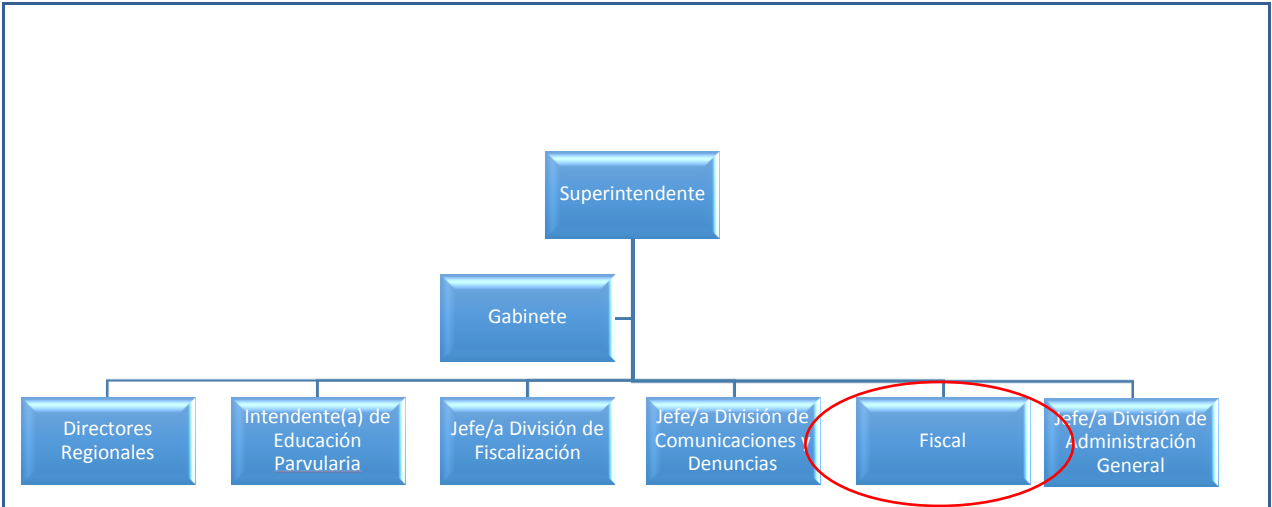 Superintendente
Gabinete
Directores
Regionales
Intendente(a) de
Educación
Parvularia
Jefe/a División de
Fiscalización
Jefe/a División de
Comunicaciones y
Denuncias
Fiscal
Jefe/a División de
Administración
General